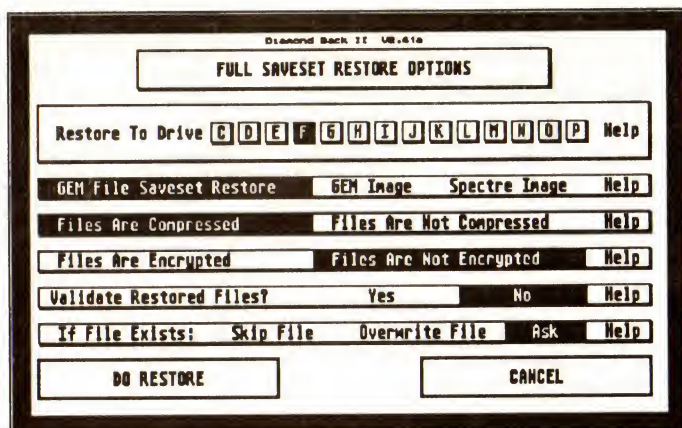 Diamond Back II V2.41a
FULL SAVESET RESTORE OPTIONS
Restore To Drive C D E F G H I J K L M N O P Help
GEM File Saveset Restore GEM Image Spectre Image Help
Files Are Compressed Files Are Not Compressed Help
Files Are Encrypted Files Are Not Encrypted Help
Validate Restored Files? Yes No Help
If File Exists: Skip File Overwrite File Ask Help
DO RESTORE CANCEL